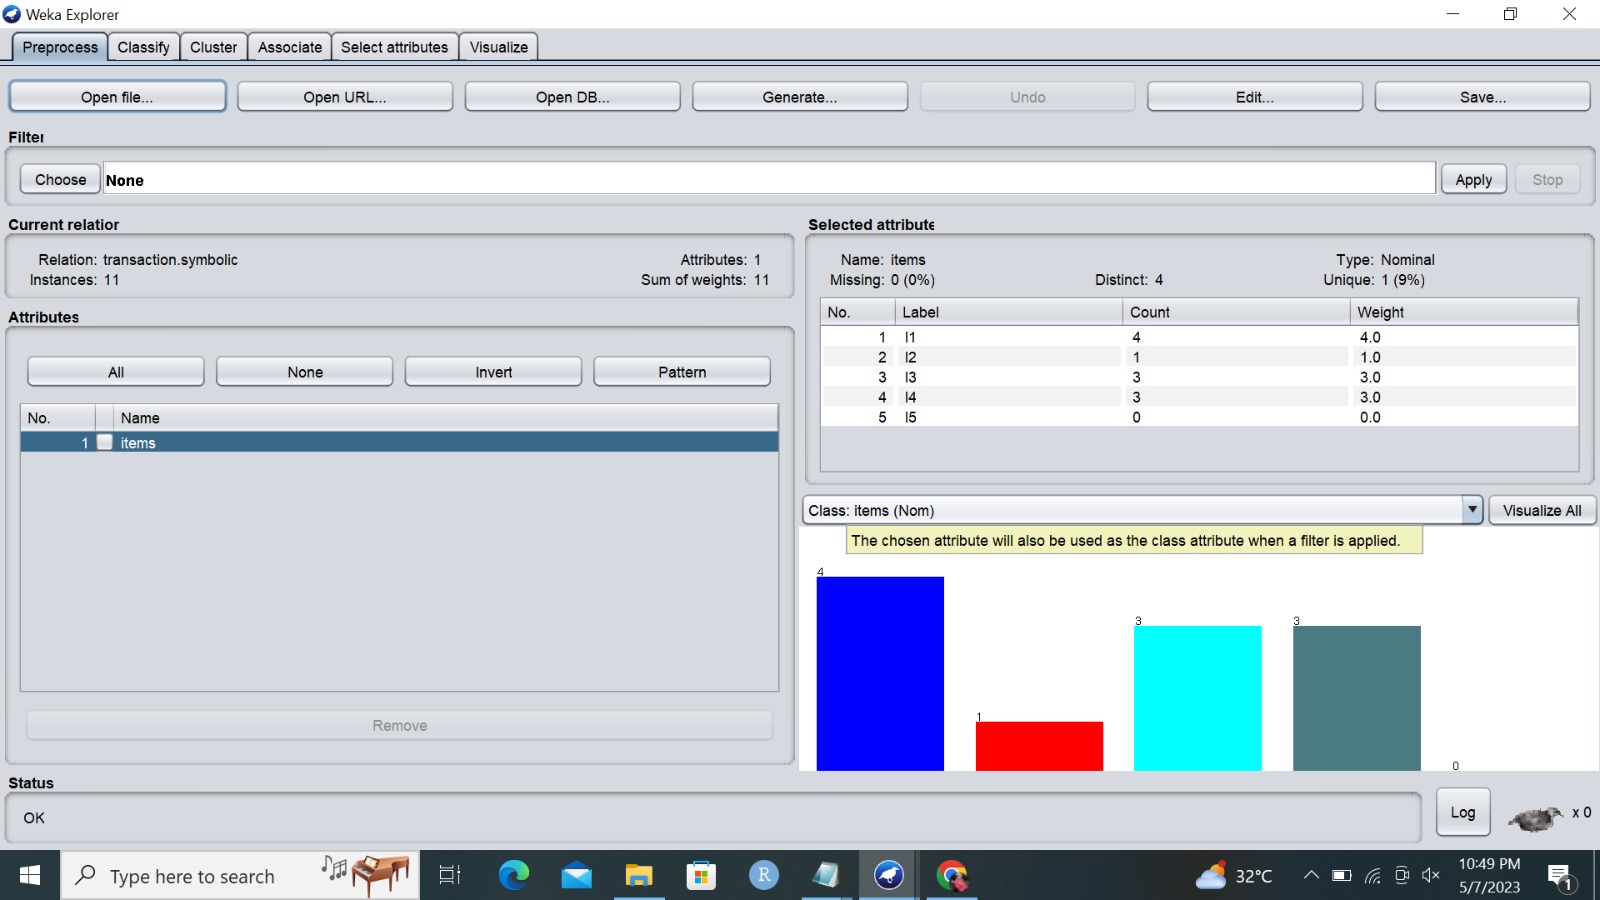 Weka Explorer
Preprocess Classify Cluster Associate Select attributes Visualize
Open file... Open URL... Open DB... Generate... Undo Edit... Save...
Filter
Choose None Apply Stop
Current relation
Relation: transaction.symbolic Attributes: 1
Instances: 11 Sum of weights: 11
Attributes
All None Invert Pattern
No. Name
1 items
Remove
Selected attribute
Name: items Type: Nominal
Missing: 0 (0%) Distinct: 4 Unique: 1 (9%)
No. Label Count Weight
1 I1 4 4.0
2 I2 1 1.0
3 I3 3 3.0
4 I4 3 3.0
5 I5 0 0.0
Class: items (Nom) Visualize All
The chosen attribute will also be used as the class attribute when a filter is applied.
4
1
3
3
0
Status
OK
Log x 0
Type here to search
R
32°C
10:49 PM
5/7/2023
1